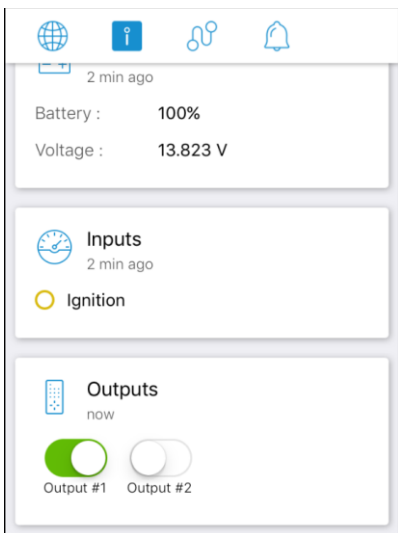 i
2 min ago
Battery : 100%
Voltage : 13.823 V
Inputs
2 min ago
Ignition
Outputs
now
Output #1 Output #2